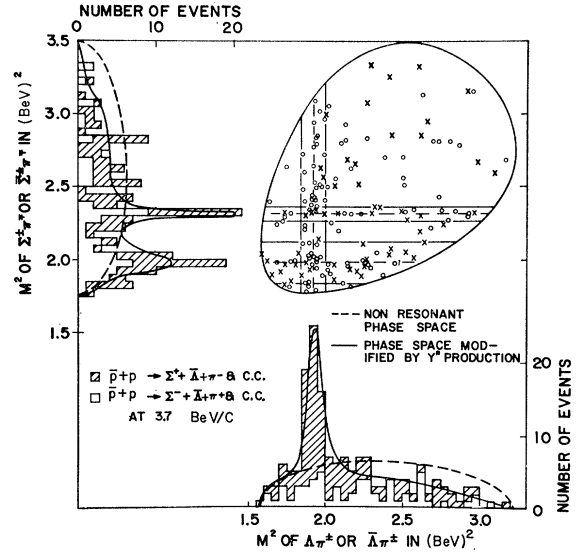 NUMBER OF EVENTS
0 10 20
3.5
3.0
2.5
2.0
1.5
M² OF Σ±π∓ OR Σ̄±π∓ IN (BeV)²
NON RESONANT
PHASE SPACE
PHASE SPACE MOD-
IFIED BY Y* PRODUCTION
p̄+p → Σ⁺+ Λ̄+π- & C.C.
p̄+p → Σ⁻+ Λ̄+π+ & C.C.
AT 3.7 BeV/C
20
10
0
NUMBER OF EVENTS
1.5 2.0 2.5 3.0
M² OF Λπ± OR Λ̄π± IN (BeV)²